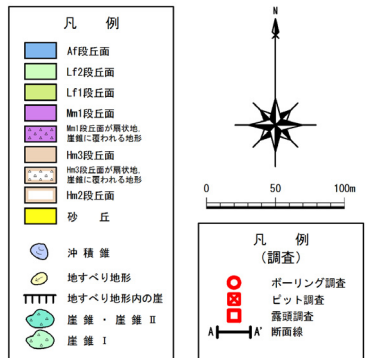 凡 例
Af段丘面
Lf2段丘面
Lf1段丘面
Mm1段丘面
Mm1段丘面が扇状地,
崖錐に覆われる地形
Hm3段丘面
Hm3段丘面が扇状地,
崖錐に覆われる地形
Hm2段丘面
砂 丘
沖積錐
地すべり地形
地すべり地形内の崖
崖錐・崖錐Ⅱ
崖錐Ⅰ
N
0 50 100m
凡 例
(調査)
ボーリング調査
ピット調査
露頭調査
A A' 断面線